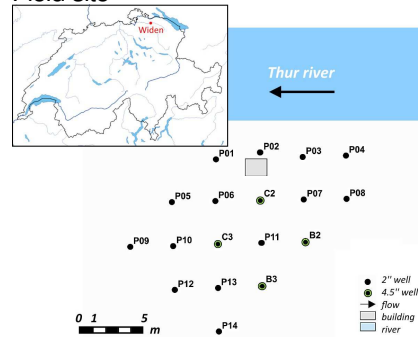 Field site
Widen
Thur river
P01 P02 P03 P04
P05 P06 C2 P07 P08
P09 P10 C3 P11 B2
P12 P13 B3
P14
0 1 5
m
2'' well
4.5'' well
flow
building
river